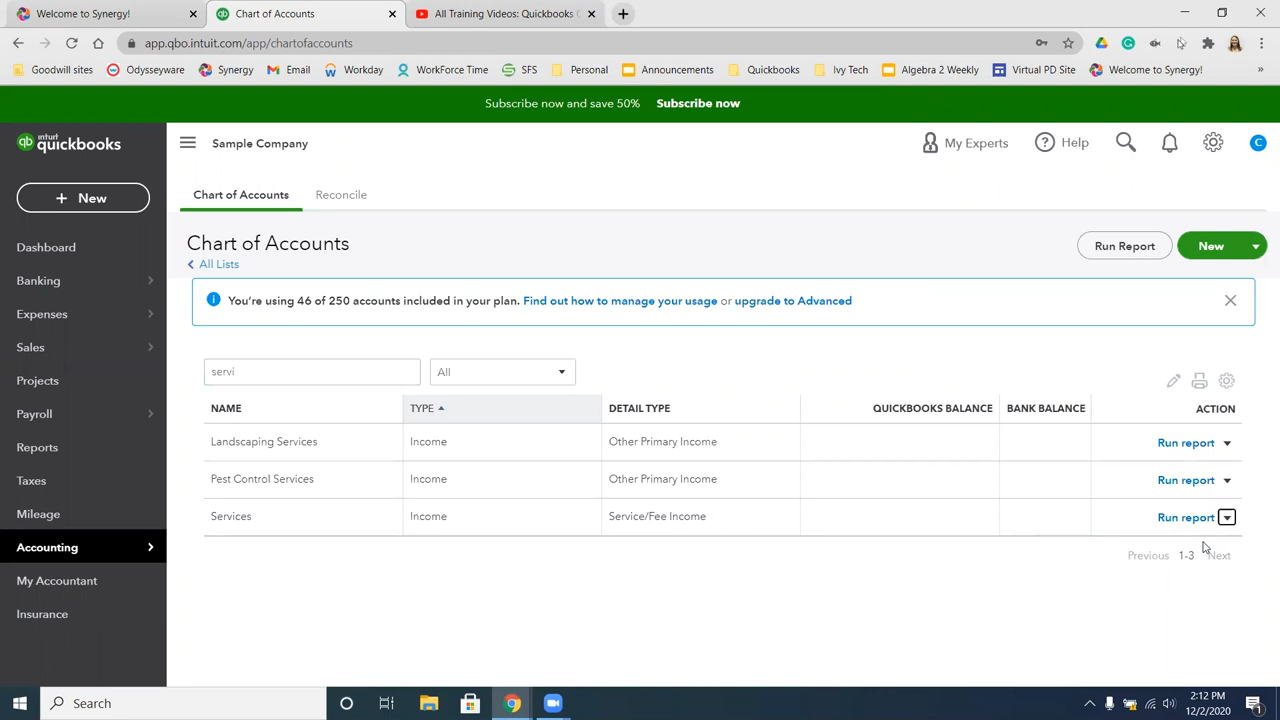 Welcome to Synergy!
Chart of Accounts
All Training Videos: Quickbooks
app.qbo.intuit.com/app/chartofaccounts
Goodwill sites Odysseyware Synergy Email Workday WorkForce Time SFS Personal Announcements Quickbooks Ivy Tech Algebra 2 Weekly Virtual PD Site Welcome to Synergy! »
Subscribe now and save 50% Subscribe now
intuit quickbooks
Sample Company
My Experts
Help
C
+ New
Dashboard
Banking
Expenses
Sales
Projects
Payroll
Reports
Taxes
Mileage
Accounting
My Accountant
Insurance
Chart of Accounts Reconcile
Chart of Accounts
All Lists
Run Report
New
You're using 46 of 250 accounts included in your plan. Find out how to manage your usage or upgrade to Advanced
servi
All
NAME TYPE DETAIL TYPE QUICKBOOKS BALANCE BANK BALANCE ACTION
Landscaping Services Income Other Primary Income Run report
Pest Control Services Income Other Primary Income Run report
Services Income Service/Fee Income Run report
Previous 1-3 Next
Search
2:12 PM
12/2/2020
1